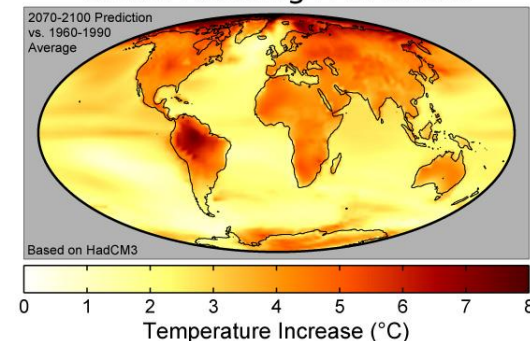 2070-2100 Prediction
vs. 1960-1990
Average
Based on HadCM3
0 1 2 3 4 5 6 7 8
Temperature Increase (°C)